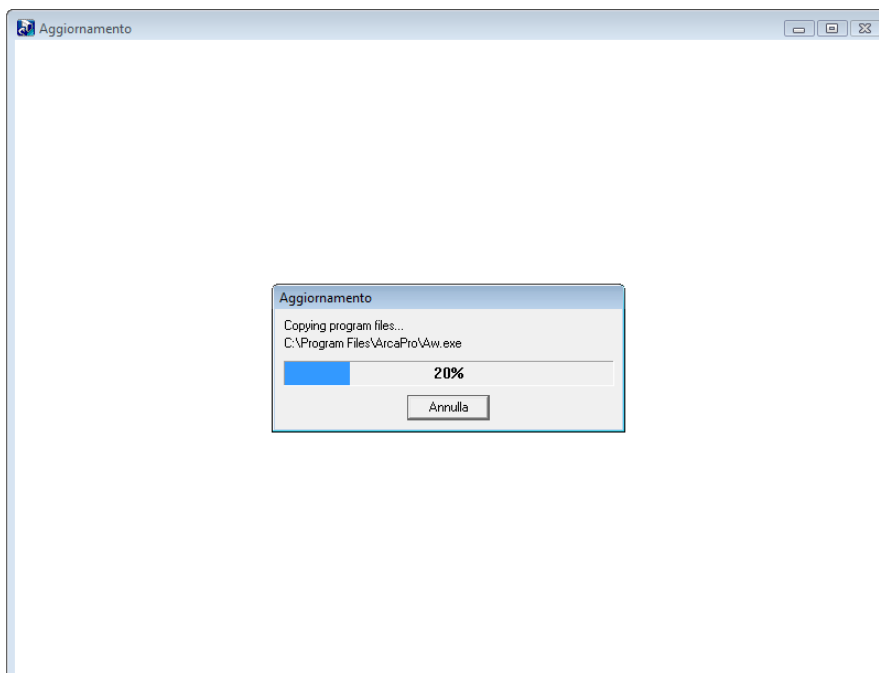 Aggiornamento
Aggiornamento
Copying program files...
C:\Program Files\ArcaPro\Aw.exe
20%
Annulla